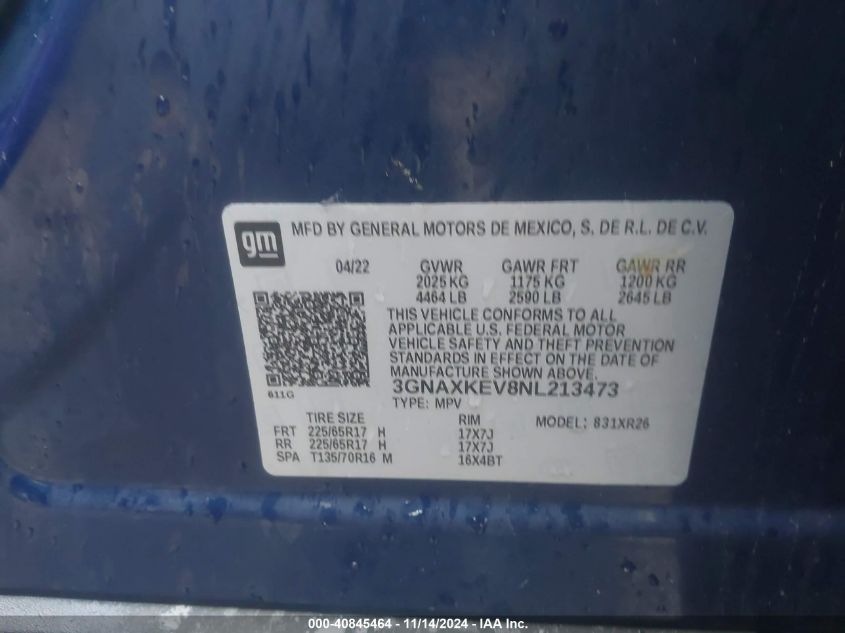 gm MFD BY GENERAL MOTORS DE MEXICO, S. DE R.L. DE C.V.
04/22 GVWR GAWR FRT GAWR RR
2025 KG 1175 KG 1200 KG
4464 LB 2590 LB 2645 LB
THIS VEHICLE CONFORMS TO ALL
APPLICABLE U.S. FEDERAL MOTOR
VEHICLE SAFETY AND THEFT PREVENTION
STANDARDS IN EFFECT ON THE DATE OF
MANUFACTURE SHOWN ABOVE.
3GNAXKEV8NL213473
611G
TYPE: MPV
TIRE SIZE RIM MODEL: 831XR26
FRT 225/65R17 H 17X7J
RR 225/65R17 H 17X7J
SPA T135/70R16 M 16X4BT
000-40845464 - 11/14/2024 - IAA Inc.